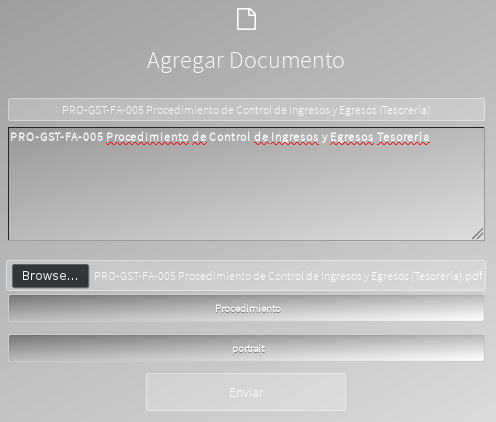 Agregar Documento
PRO-GST-FA-005 Procedimiento de Control de Ingresos y Egresos (Tesorería)
PRO-GST-FA-005 Procedimiento de Control de Ingresos y Egresos Tesorería
Browse... PRO-GST-FA-005 Procedimiento de Control de Ingresos y Egresos (Tesorería).pdf
Procedimiento
portrait
Enviar